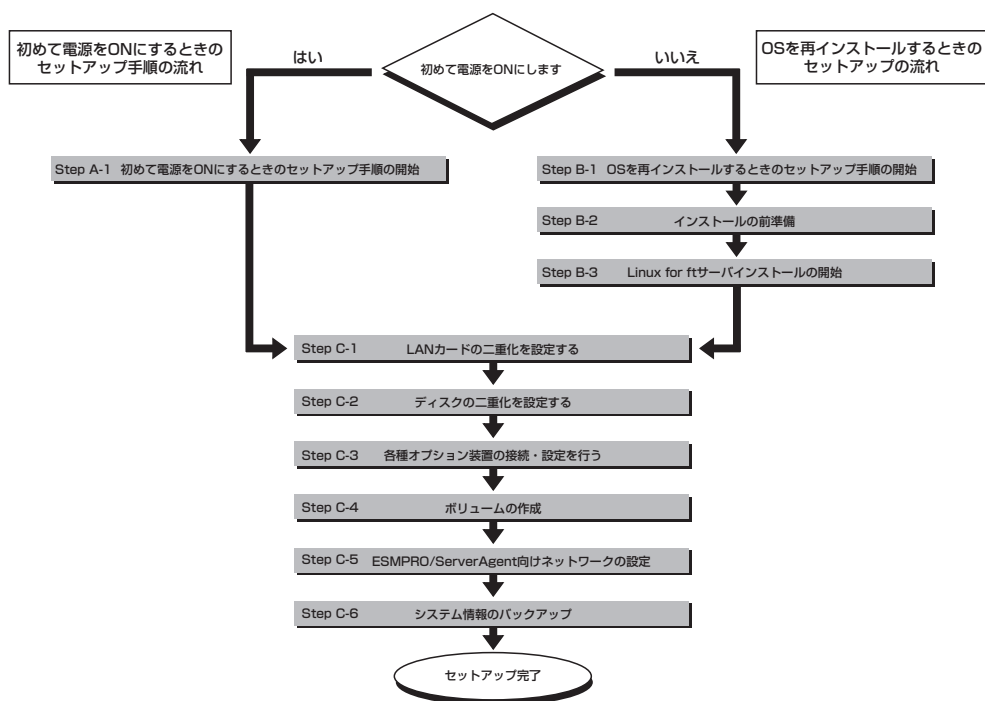 初めて電源をONにするときの
セットアップ手順の流れ
はい
初めて電源をONにします
いいえ
OSを再インストールするときの
セットアップの流れ
Step A-1 初めて電源をONにするときのセットアップ手順の開始
Step B-1 OSを再インストールするときのセットアップ手順の開始
Step B-2 インストールの前準備
Step B-3 Linux for ftサーバインストールの開始
Step C-1 LANカードの二重化を設定する
Step C-2 ディスクの二重化を設定する
Step C-3 各種オプション装置の接続・設定を行う
Step C-4 ボリュームの作成
Step C-5 ESMPRO/ServerAgent向けネットワークの設定
Step C-6 システム情報のバックアップ
セットアップ完了